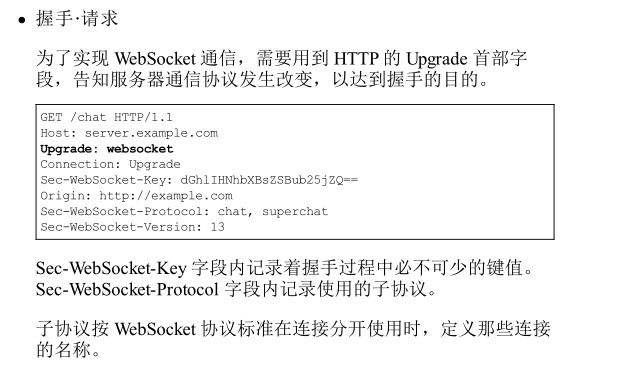 ● 握手·请求
为了实现 WebSocket 通信，需要用到 HTTP 的 Upgrade 首部字
段，告知服务器通信协议发生改变，以达到握手的目的。
GET /chat HTTP/1.1
Host: server.example.com
Upgrade: websocket
Connection: Upgrade
Sec-WebSocket-Key: dGhlIHNhbXBsZSBub25jZQ==
Origin: http://example.com
Sec-WebSocket-Protocol: chat, superchat
Sec-WebSocket-Version: 13
Sec-WebSocket-Key 字段内记录着握手过程中必不可少的键值。
Sec-WebSocket-Protocol 字段内记录使用的子协议。
子协议按 WebSocket 协议标准在连接分开使用时，定义那些连接
的名称。